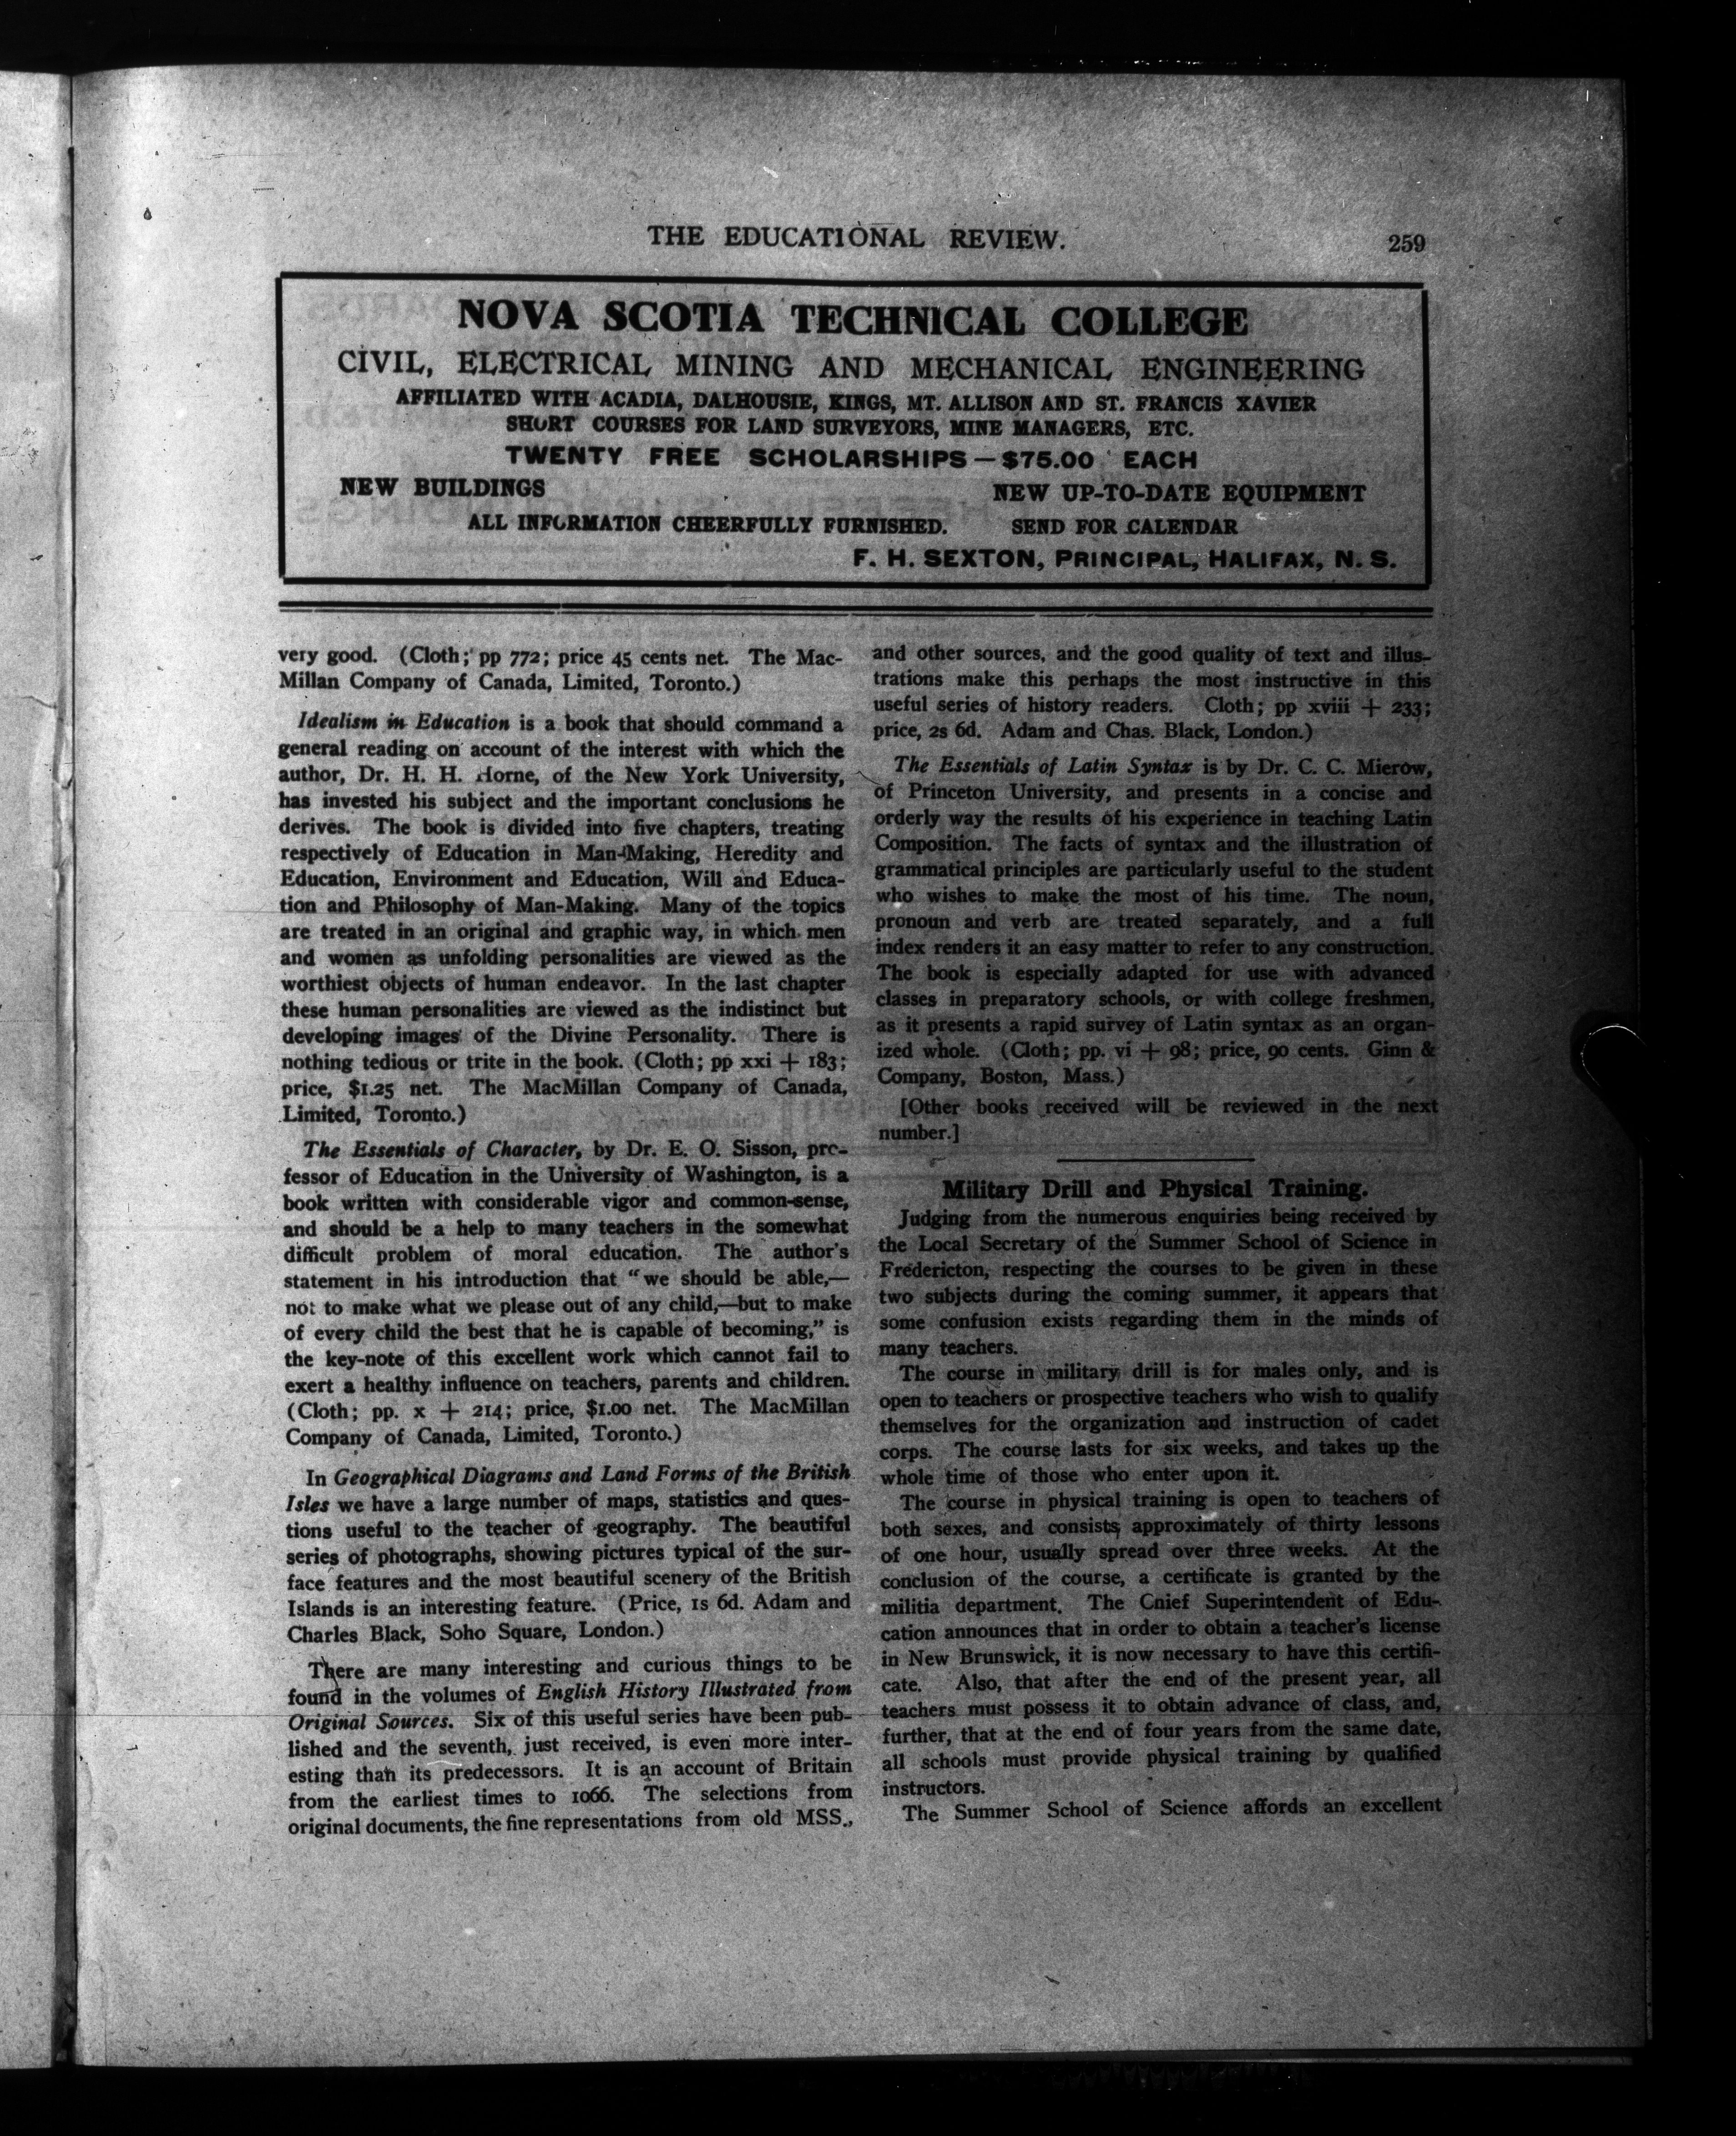 THE EDUCATIONAL REVIEW.
259
NOVA SCOTIA TECHNICAL COLLEGE
CIVIL, ELECTRICAL MINING AND MECHANICAL ENGINEERING
AFFILIATED WITH ACADIA, DALHOUSIE, KINGS, MT. ALLISON AND ST. FRANCIS XAVIER
SHORT COURSES FOR LAND SURVEYORS, MINE MANAGERS, ETC.
TWENTY FREE SCHOLARSHIPS — $75.00 EACH
NEW BUILDINGS
NEW UP-TO-DATE EQUIPMENT
ALL INFORMATION CHEERFULLY FURNISHED. SEND FOR CALENDAR
F. H. SEXTON, PRINCIPAL, HALIFAX, N. S.
very good. (Cloth; pp 772; price 45 cents net. The Mac-
Millan Company of Canada, Limited, Toronto.)
Idealism in Education is a book that should command a
general reading on account of the interest with which the
author, Dr. H. H. Horne, of the New York University,
has invested his subject and the important conclusions he
derives. The book is divided into five chapters, treating
respectively of Education in Man-Making, Heredity and
Education, Environment and Education, Will and Educa-
tion and Philosophy of Man-Making. Many of the topics
are treated in an original and graphic way, in which men
and women as unfolding personalities are viewed as the
worthiest objects of human endeavor. In the last chapter
these human personalities are viewed as the indistinct but
developing images of the Divine Personality. There is
nothing tedious or trite in the book. (Cloth; pp xxi + 183;
price, $1.25 net. The MacMillan Company of Canada,
Limited, Toronto.)
The Essentials of Character, by Dr. E. O. Sisson, pro-
fessor of Education in the University of Washington, is a
book written with considerable vigor and common-sense,
and should be a help to many teachers in the somewhat
difficult problem of moral education. The author's
statement in his introduction that "we should be able,—
not to make what we please out of any child,—but to make
of every child the best that he is capable of becoming," is
the key-note of this excellent work which cannot fail to
exert a healthy influence on teachers, parents and children.
(Cloth; pp. x + 214; price, $1.00 net. The MacMillan
Company of Canada, Limited, Toronto.)
In Geographical Diagrams and Land Forms of the British
Isles we have a large number of maps, statistics and ques-
tions useful to the teacher of geography. The beautiful
series of photographs, showing pictures typical of the sur-
face features and the most beautiful scenery of the British
Islands is an interesting feature. (Price, 1s 6d. Adam and
Charles Black, Soho Square, London.)
There are many interesting and curious things to be
found in the volumes of English History Illustrated from
Original Sources. Six of this useful series have been pub-
lished and the seventh, just received, is even more inter-
esting than its predecessors. It is an account of Britain
from the earliest times to 1066. The selections from
original documents, the fine representations from old MSS.,
and other sources, and the good quality of text and illus-
trations make this perhaps the most instructive in this
useful series of history readers. Cloth; pp xviii + 233;
price, 2s 6d. Adam and Chas. Black, London.)
The Essentials of Latin Syntax is by Dr. C. C. Mierow,
of Princeton University, and presents in a concise and
orderly way the results of his experience in teaching Latin
Composition. The facts of syntax and the illustration of
grammatical principles are particularly useful to the student
who wishes to make the most of his time. The noun,
pronoun and verb are treated separately, and a full
index renders it an easy matter to refer to any construction.
The book is especially adapted for use with advanced
classes in preparatory schools, or with college freshmen,
as it presents a rapid survey of Latin syntax as an organ-
ized whole. (Cloth; pp. vi + 98; price, 90 cents. Ginn &
Company, Boston, Mass.)
[Other books received will be reviewed in the next
number.]
Military Drill and Physical Training.
Judging from the numerous enquiries being received by
the Local Secretary of the Summer School of Science in
Fredericton, respecting the courses to be given in these
two subjects during the coming summer, it appears that
some confusion exists regarding them in the minds of
many teachers.
The course in military drill is for males only, and is
open to teachers or prospective teachers who wish to qualify
themselves for the organization and instruction of cadet
corps. The course lasts for six weeks, and takes up the
whole time of those who enter upon it.
The course in physical training is open to teachers of
both sexes, and consists approximately of thirty lessons
of one hour, usually spread over three weeks. At the
conclusion of the course, a certificate is granted by the
militia department. The Chief Superintendent of Edu-
cation announces that in order to obtain a teacher's license
in New Brunswick, it is now necessary to have this certifi-
cate. Also, that after the end of the present year, all
teachers must possess it to obtain advance of class, and,
further, that at the end of four years from the same date,
all schools must provide physical training by qualified
instructors.
The Summer School of Science affords an excellent